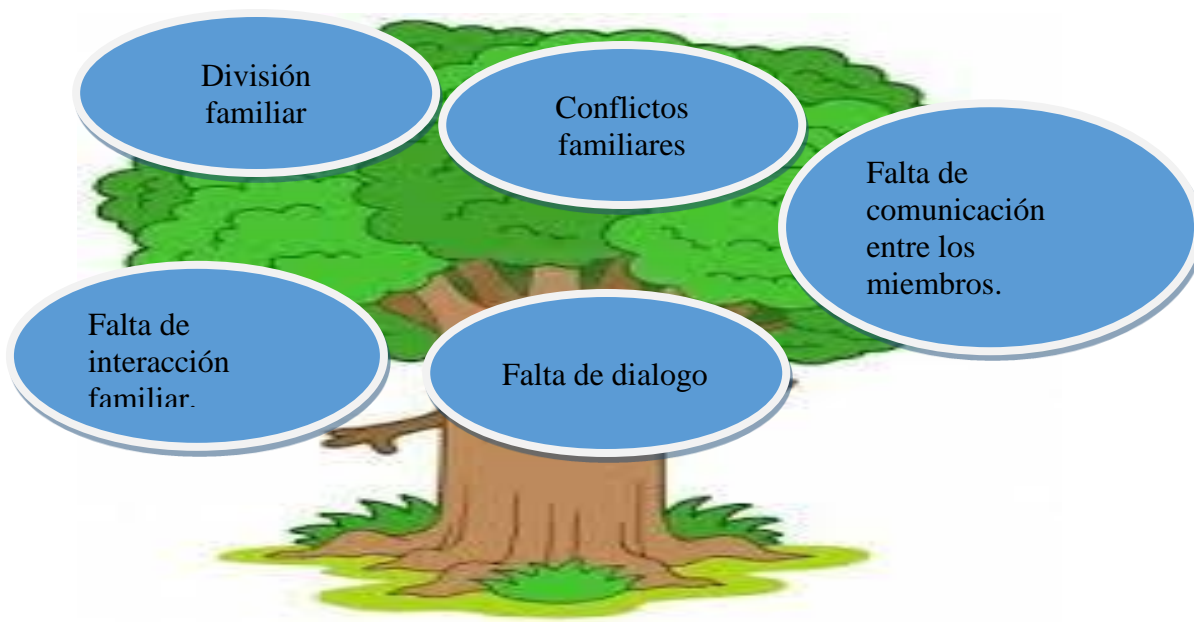 División
familiar
Conflictos
familiares
Falta de
comunicación
entre los
miembros.
Falta de
interacción
familiar.
Falta de dialogo